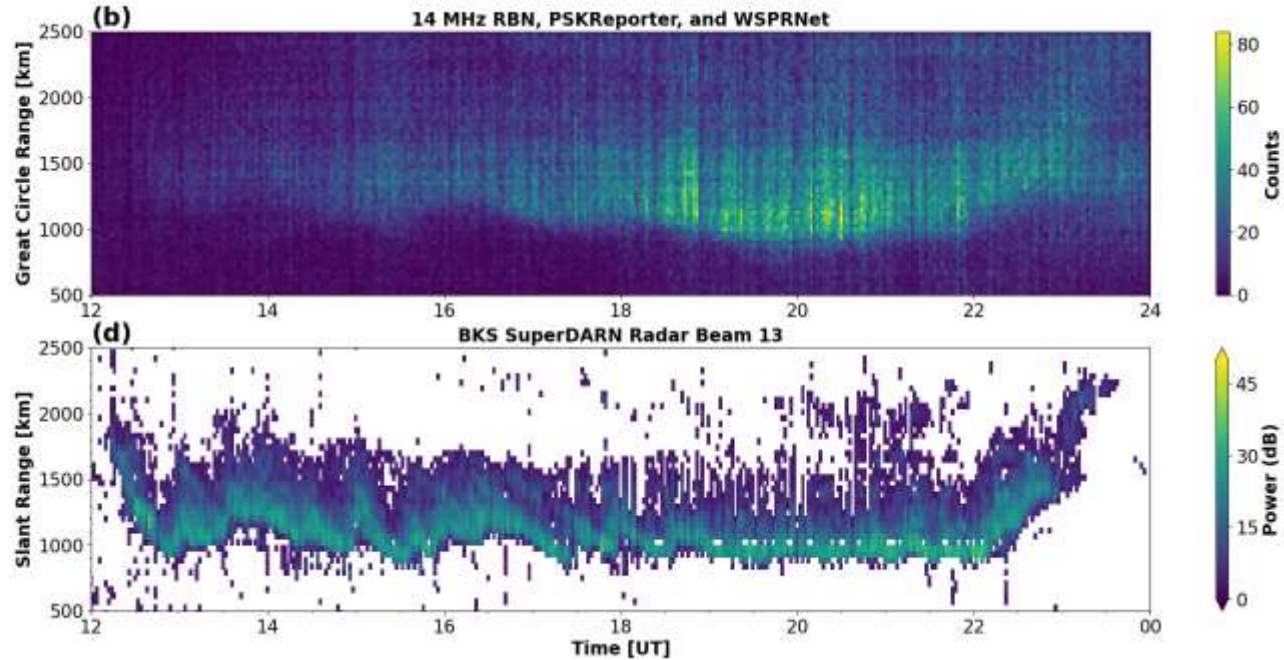 (b)
14 MHz RBN, PSKReporter, and WSPRNet
Great Circle Range [km]
2500
2000
1500
1000
500
12 14 16 18 20 22 24
80
60
40
20
0
Counts
(d)
BKS SuperDARN Radar Beam 13
Slant Range [km]
2500
2000
1500
1000
500
12 14 16 18 20 22 00
Time [UT]
45
30
15
0
Power (dB)